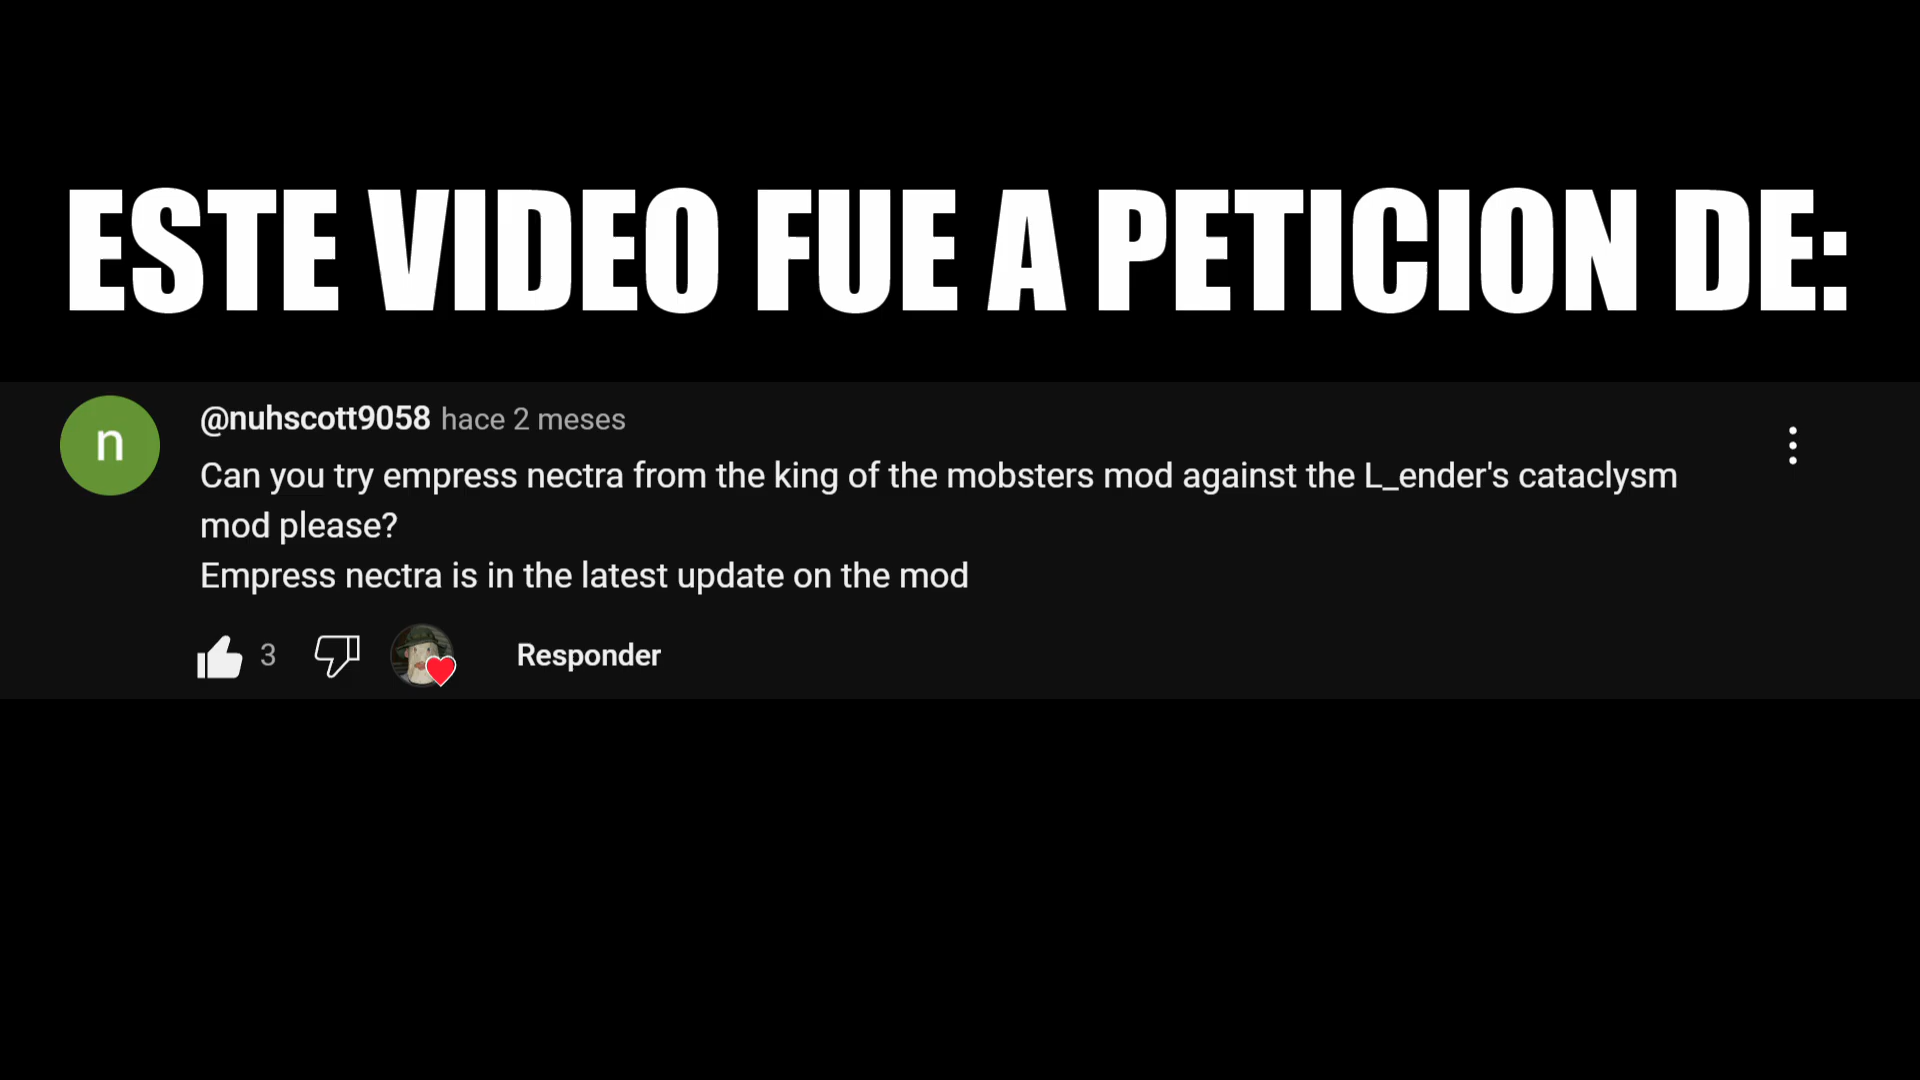 ESTE VIDEO FUE A PETICION DE:
n
@nuhscott9058 hace 2 meses
Can you try empress nectra from the king of the mobsters mod against the L_ender's cataclysm
mod please?
Empress nectra is in the latest update on the mod
3 Responder